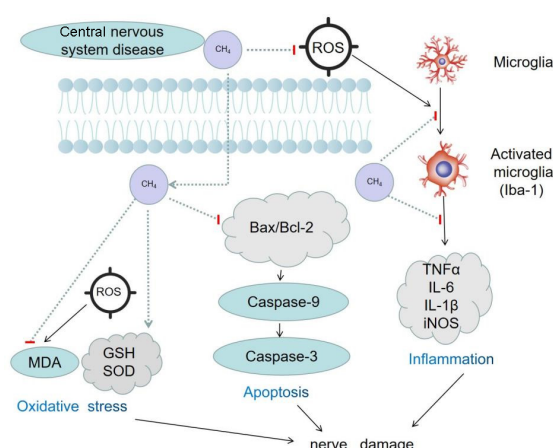 Central nervous
system disease
CH₄
ROS
Microglia
Activated
microglia
(Iba-1)
CH₄
CH₄
Bax/Bcl-2
TNFα
IL-6
IL-1β
iNOS
ROS
Caspase-9
GSH
SOD
MDA
Caspase-3
Inflammation
Apoptosis
Oxidative stress
nerve damage